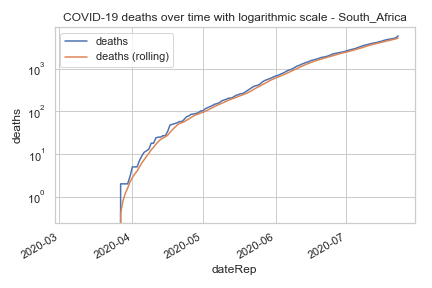 COVID-19 deaths over time with logarithmic scale - South_Africa
deaths
deaths (rolling)
10³
10²
10¹
10⁰
deaths
2020-03
2020-04
2020-05
2020-06
2020-07
dateRep